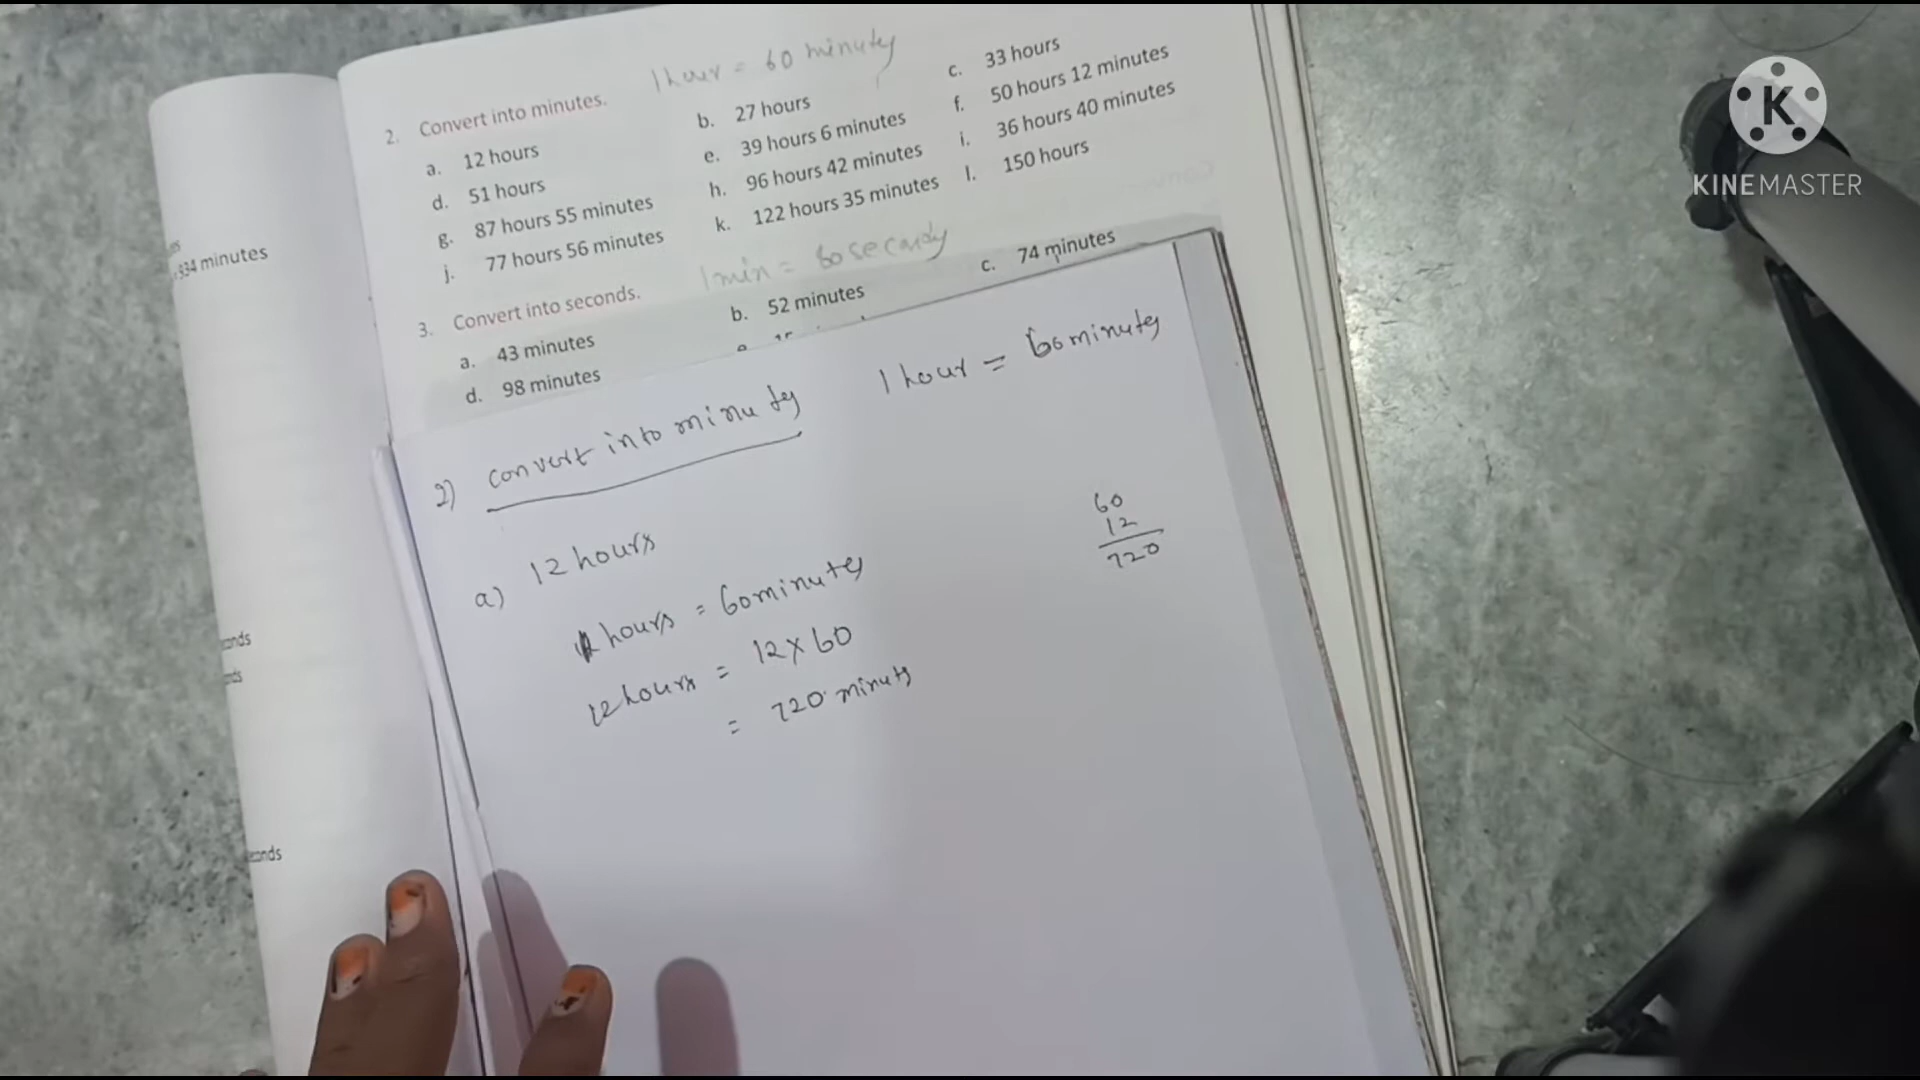 1 hour = 60 minutes
2. Convert into minutes.
a. 12 hours
b. 27 hours
c. 33 hours
d. 51 hours
e. 39 hours 6 minutes
f. 50 hours 12 minutes
g. 87 hours 55 minutes
h. 96 hours 42 minutes
i. 36 hours 40 minutes
j. 77 hours 56 minutes
k. 122 hours 35 minutes
l. 150 hours
1 min = 60 seconds
3. Convert into seconds.
a. 43 minutes
b. 52 minutes
c. 74 minutes
d. 98 minutes
934 minutes
2) convert into minutes
1 hour = 60 minutes
a) 12 hours
60
12
720
1 hours = 60 minutes
12 hours = 12 x 60
= 720 minuts
KINEMASTER